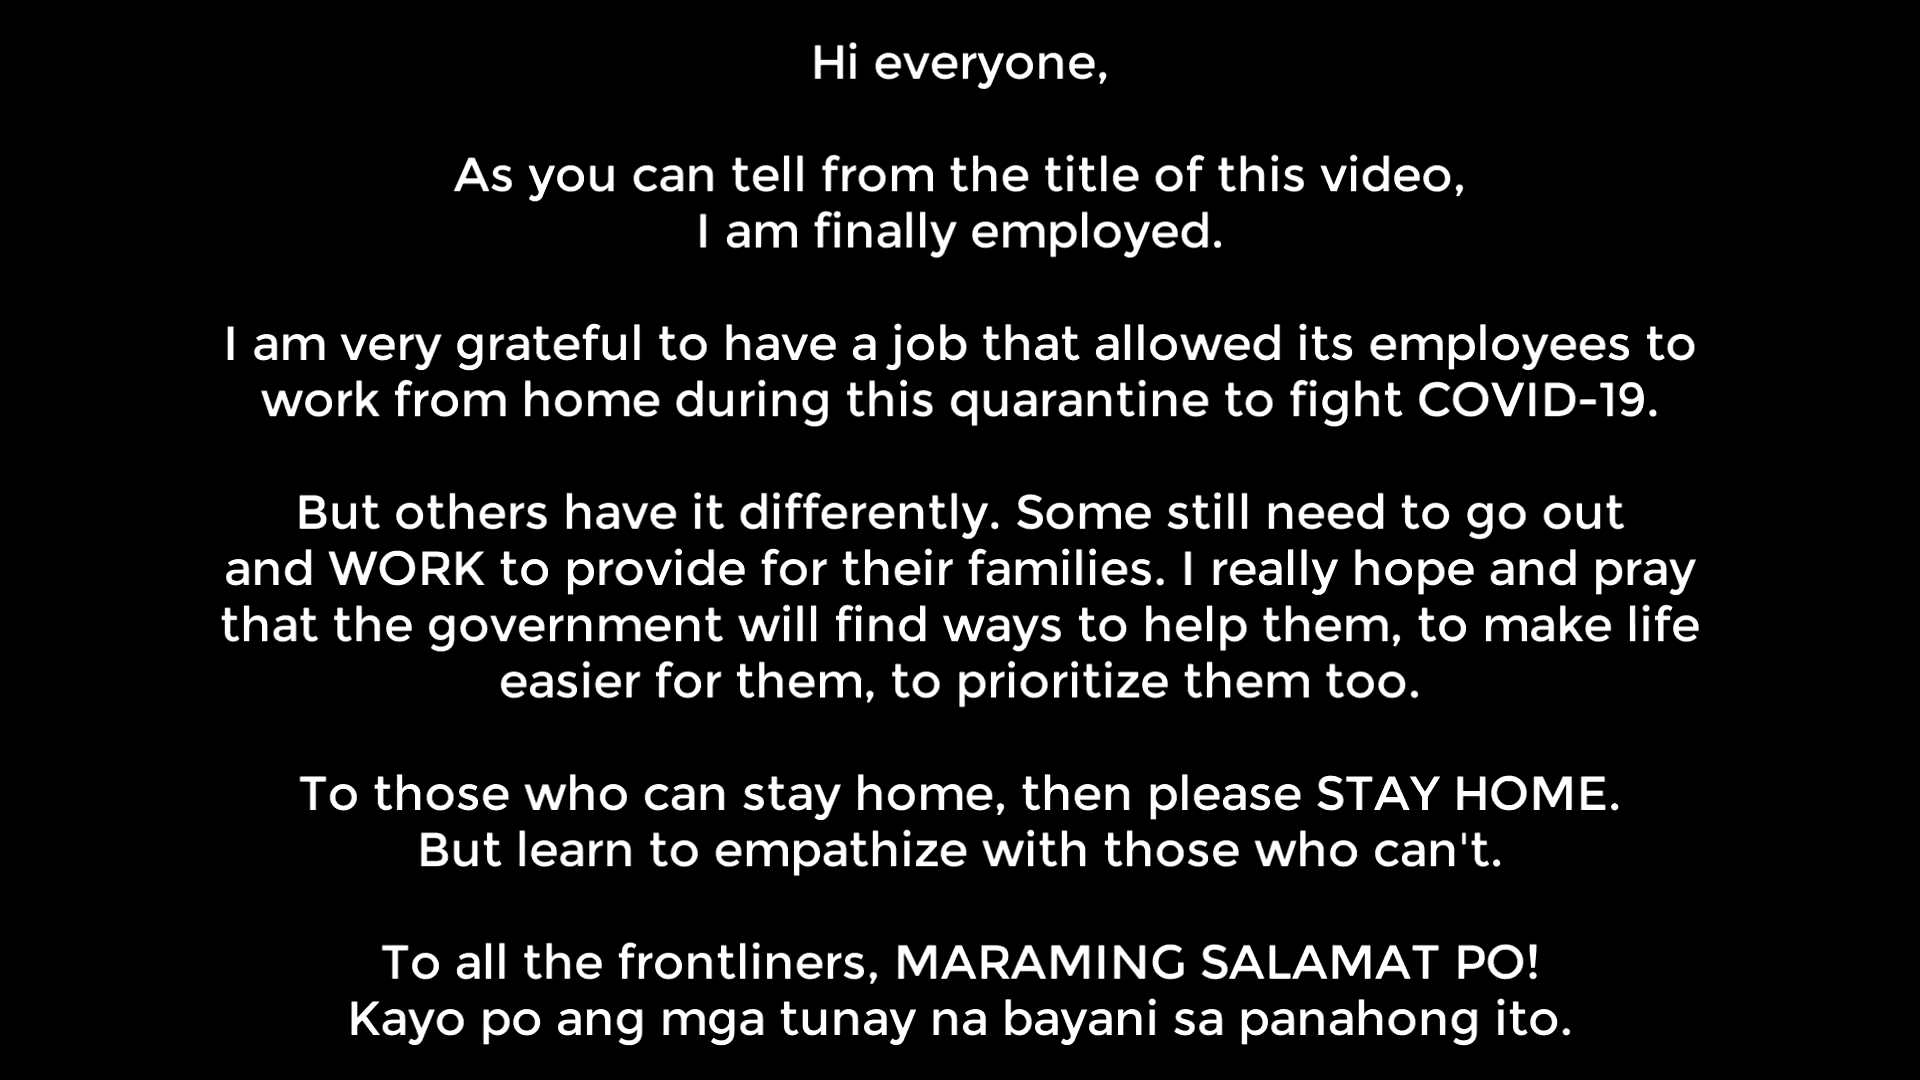 Hi everyone,
As you can tell from the title of this video,
I am finally employed.
I am very grateful to have a job that allowed its employees to
work from home during this quarantine to fight COVID-19.
But others have it differently. Some still need to go out
and WORK to provide for their families. I really hope and pray
that the government will find ways to help them, to make life
easier for them, to prioritize them too.
To those who can stay home, then please STAY HOME.
But learn to empathize with those who can't.
To all the frontliners, MARAMING SALAMAT PO!
Kayo po ang mga tunay na bayani sa panahong ito.